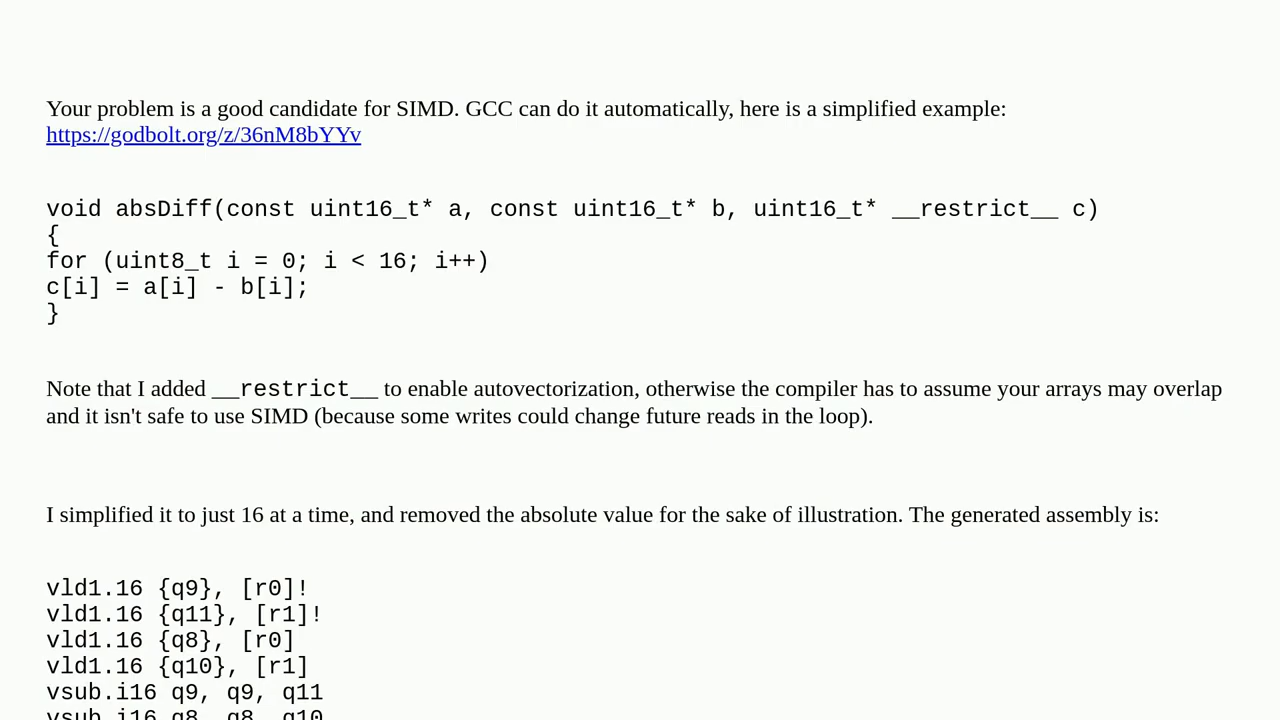 Your problem is a good candidate for SIMD. GCC can do it automatically, here is a simplified example:
https://godbolt.org/z/36nM8bYYv
void absDiff(const uint16_t* a, const uint16_t* b, uint16_t* __restrict__ c)
{
for (uint8_t i = 0; i < 16; i++)
c[i] = a[i] - b[i];
}
Note that I added __restrict__ to enable autovectorization, otherwise the compiler has to assume your arrays may overlap
and it isn't safe to use SIMD (because some writes could change future reads in the loop).
I simplified it to just 16 at a time, and removed the absolute value for the sake of illustration. The generated assembly is:
vld1.16 {q9}, [r0]!
vld1.16 {q11}, [r1]!
vld1.16 {q8}, [r0]
vld1.16 {q10}, [r1]
vsub.i16 q9, q9, q11
vsub.i16 q8, q8, q10